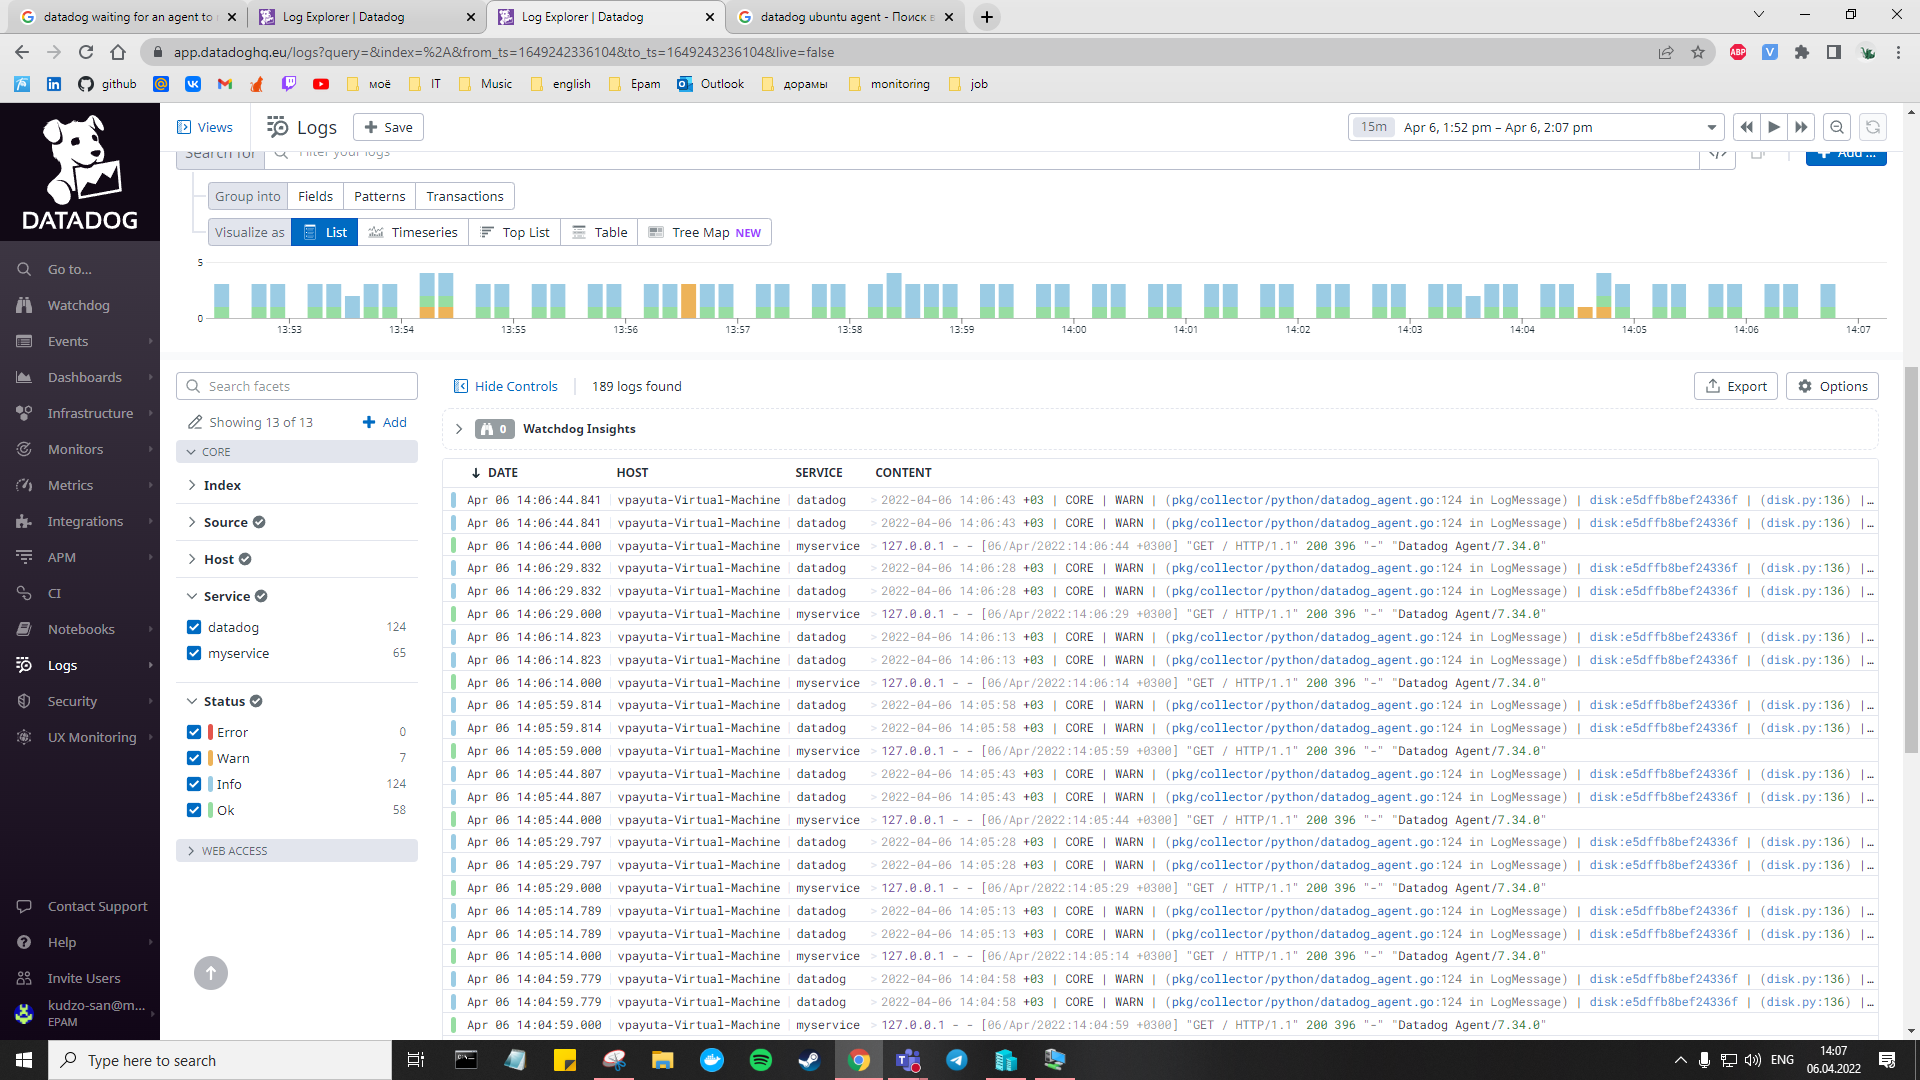 datadog waiting for an agent to
Log Explorer | Datadog
Log Explorer | Datadog
datadog ubuntu agent - Поиск в
app.datadoghq.eu/logs?query=&index=%2A&from_ts=1649242336104&to_ts=1649243236104&live=false
github
моё
IT
Music
english
Epam
Outlook
дорамы
monitoring
job
DATADOG
Go to...
Watchdog
Events
Dashboards
Infrastructure
Monitors
Metrics
Integrations
APM
CI
Notebooks
Logs
Security
UX Monitoring
Contact Support
Help
Invite Users
kudzo-san@m...
EPAM
Views
Logs
+ Save
15m Apr 6, 1:52 pm – Apr 6, 2:07 pm
Search for Filter your logs
+ Add ...
Group into Fields Patterns Transactions
Visualize as List Timeseries Top List Table Tree Map NEW
5
0
13:53 13:54 13:55 13:56 13:57 13:58 13:59 14:00 14:01 14:02 14:03 14:04 14:05 14:06 14:07
Search facets
Showing 13 of 13 + Add
CORE
Index
Source
Host
Service
datadog 124
myservice 65
Status
Error 0
Warn 7
Info 124
Ok 58
WEB ACCESS
Hide Controls 189 logs found
Export Options
0 Watchdog Insights
DATE HOST SERVICE CONTENT
Apr 06 14:06:44.841 vpayuta-Virtual-Machine datadog > 2022-04-06 14:06:43 +03 | CORE | WARN | (pkg/collector/python/datadog_agent.go:124 in LogMessage) | disk:e5dffb8bef24336f | (disk.py:136) |…
Apr 06 14:06:44.841 vpayuta-Virtual-Machine datadog > 2022-04-06 14:06:43 +03 | CORE | WARN | (pkg/collector/python/datadog_agent.go:124 in LogMessage) | disk:e5dffb8bef24336f | (disk.py:136) |…
Apr 06 14:06:44.000 vpayuta-Virtual-Machine myservice > 127.0.0.1 - - [06/Apr/2022:14:06:44 +0300] "GET / HTTP/1.1" 200 396 "-" "Datadog Agent/7.34.0"
Apr 06 14:06:29.832 vpayuta-Virtual-Machine datadog > 2022-04-06 14:06:28 +03 | CORE | WARN | (pkg/collector/python/datadog_agent.go:124 in LogMessage) | disk:e5dffb8bef24336f | (disk.py:136) |…
Apr 06 14:06:29.832 vpayuta-Virtual-Machine datadog > 2022-04-06 14:06:28 +03 | CORE | WARN | (pkg/collector/python/datadog_agent.go:124 in LogMessage) | disk:e5dffb8bef24336f | (disk.py:136) |…
Apr 06 14:06:29.000 vpayuta-Virtual-Machine myservice > 127.0.0.1 - - [06/Apr/2022:14:06:29 +0300] "GET / HTTP/1.1" 200 396 "-" "Datadog Agent/7.34.0"
Apr 06 14:06:14.823 vpayuta-Virtual-Machine datadog > 2022-04-06 14:06:13 +03 | CORE | WARN | (pkg/collector/python/datadog_agent.go:124 in LogMessage) | disk:e5dffb8bef24336f | (disk.py:136) |…
Apr 06 14:06:14.823 vpayuta-Virtual-Machine datadog > 2022-04-06 14:06:13 +03 | CORE | WARN | (pkg/collector/python/datadog_agent.go:124 in LogMessage) | disk:e5dffb8bef24336f | (disk.py:136) |…
Apr 06 14:06:14.000 vpayuta-Virtual-Machine myservice > 127.0.0.1 - - [06/Apr/2022:14:06:14 +0300] "GET / HTTP/1.1" 200 396 "-" "Datadog Agent/7.34.0"
Apr 06 14:05:59.814 vpayuta-Virtual-Machine datadog > 2022-04-06 14:05:58 +03 | CORE | WARN | (pkg/collector/python/datadog_agent.go:124 in LogMessage) | disk:e5dffb8bef24336f | (disk.py:136) |…
Apr 06 14:05:59.814 vpayuta-Virtual-Machine datadog > 2022-04-06 14:05:58 +03 | CORE | WARN | (pkg/collector/python/datadog_agent.go:124 in LogMessage) | disk:e5dffb8bef24336f | (disk.py:136) |…
Apr 06 14:05:59.000 vpayuta-Virtual-Machine myservice > 127.0.0.1 - - [06/Apr/2022:14:05:59 +0300] "GET / HTTP/1.1" 200 396 "-" "Datadog Agent/7.34.0"
Apr 06 14:05:44.807 vpayuta-Virtual-Machine datadog > 2022-04-06 14:05:43 +03 | CORE | WARN | (pkg/collector/python/datadog_agent.go:124 in LogMessage) | disk:e5dffb8bef24336f | (disk.py:136) |…
Apr 06 14:05:44.807 vpayuta-Virtual-Machine datadog > 2022-04-06 14:05:43 +03 | CORE | WARN | (pkg/collector/python/datadog_agent.go:124 in LogMessage) | disk:e5dffb8bef24336f | (disk.py:136) |…
Apr 06 14:05:44.000 vpayuta-Virtual-Machine myservice > 127.0.0.1 - - [06/Apr/2022:14:05:44 +0300] "GET / HTTP/1.1" 200 396 "-" "Datadog Agent/7.34.0"
Apr 06 14:05:29.797 vpayuta-Virtual-Machine datadog > 2022-04-06 14:05:28 +03 | CORE | WARN | (pkg/collector/python/datadog_agent.go:124 in LogMessage) | disk:e5dffb8bef24336f | (disk.py:136) |…
Apr 06 14:05:29.797 vpayuta-Virtual-Machine datadog > 2022-04-06 14:05:28 +03 | CORE | WARN | (pkg/collector/python/datadog_agent.go:124 in LogMessage) | disk:e5dffb8bef24336f | (disk.py:136) |…
Apr 06 14:05:29.000 vpayuta-Virtual-Machine myservice > 127.0.0.1 - - [06/Apr/2022:14:05:29 +0300] "GET / HTTP/1.1" 200 396 "-" "Datadog Agent/7.34.0"
Apr 06 14:05:14.789 vpayuta-Virtual-Machine datadog > 2022-04-06 14:05:13 +03 | CORE | WARN | (pkg/collector/python/datadog_agent.go:124 in LogMessage) | disk:e5dffb8bef24336f | (disk.py:136) |…
Apr 06 14:05:14.789 vpayuta-Virtual-Machine datadog > 2022-04-06 14:05:13 +03 | CORE | WARN | (pkg/collector/python/datadog_agent.go:124 in LogMessage) | disk:e5dffb8bef24336f | (disk.py:136) |…
Apr 06 14:05:14.000 vpayuta-Virtual-Machine myservice > 127.0.0.1 - - [06/Apr/2022:14:05:14 +0300] "GET / HTTP/1.1" 200 396 "-" "Datadog Agent/7.34.0"
Apr 06 14:04:59.779 vpayuta-Virtual-Machine datadog > 2022-04-06 14:04:58 +03 | CORE | WARN | (pkg/collector/python/datadog_agent.go:124 in LogMessage) | disk:e5dffb8bef24336f | (disk.py:136) |…
Apr 06 14:04:59.779 vpayuta-Virtual-Machine datadog > 2022-04-06 14:04:58 +03 | CORE | WARN | (pkg/collector/python/datadog_agent.go:124 in LogMessage) | disk:e5dffb8bef24336f | (disk.py:136) |…
Apr 06 14:04:59.000 vpayuta-Virtual-Machine myservice > 127.0.0.1 - - [06/Apr/2022:14:04:59 +0300] "GET / HTTP/1.1" 200 396 "-" "Datadog Agent/7.34.0"
Type here to search
ENG
14:07
06.04.2022